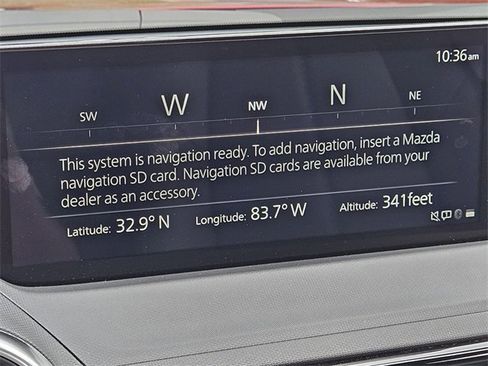 10:36am
SW W NW N NE
This system is navigation ready. To add navigation, insert a Mazda
navigation SD card. Navigation SD cards are available from your
dealer as an accessory.
Latitude: 32.9° N Longitude: 83.7° W Altitude: 341feet